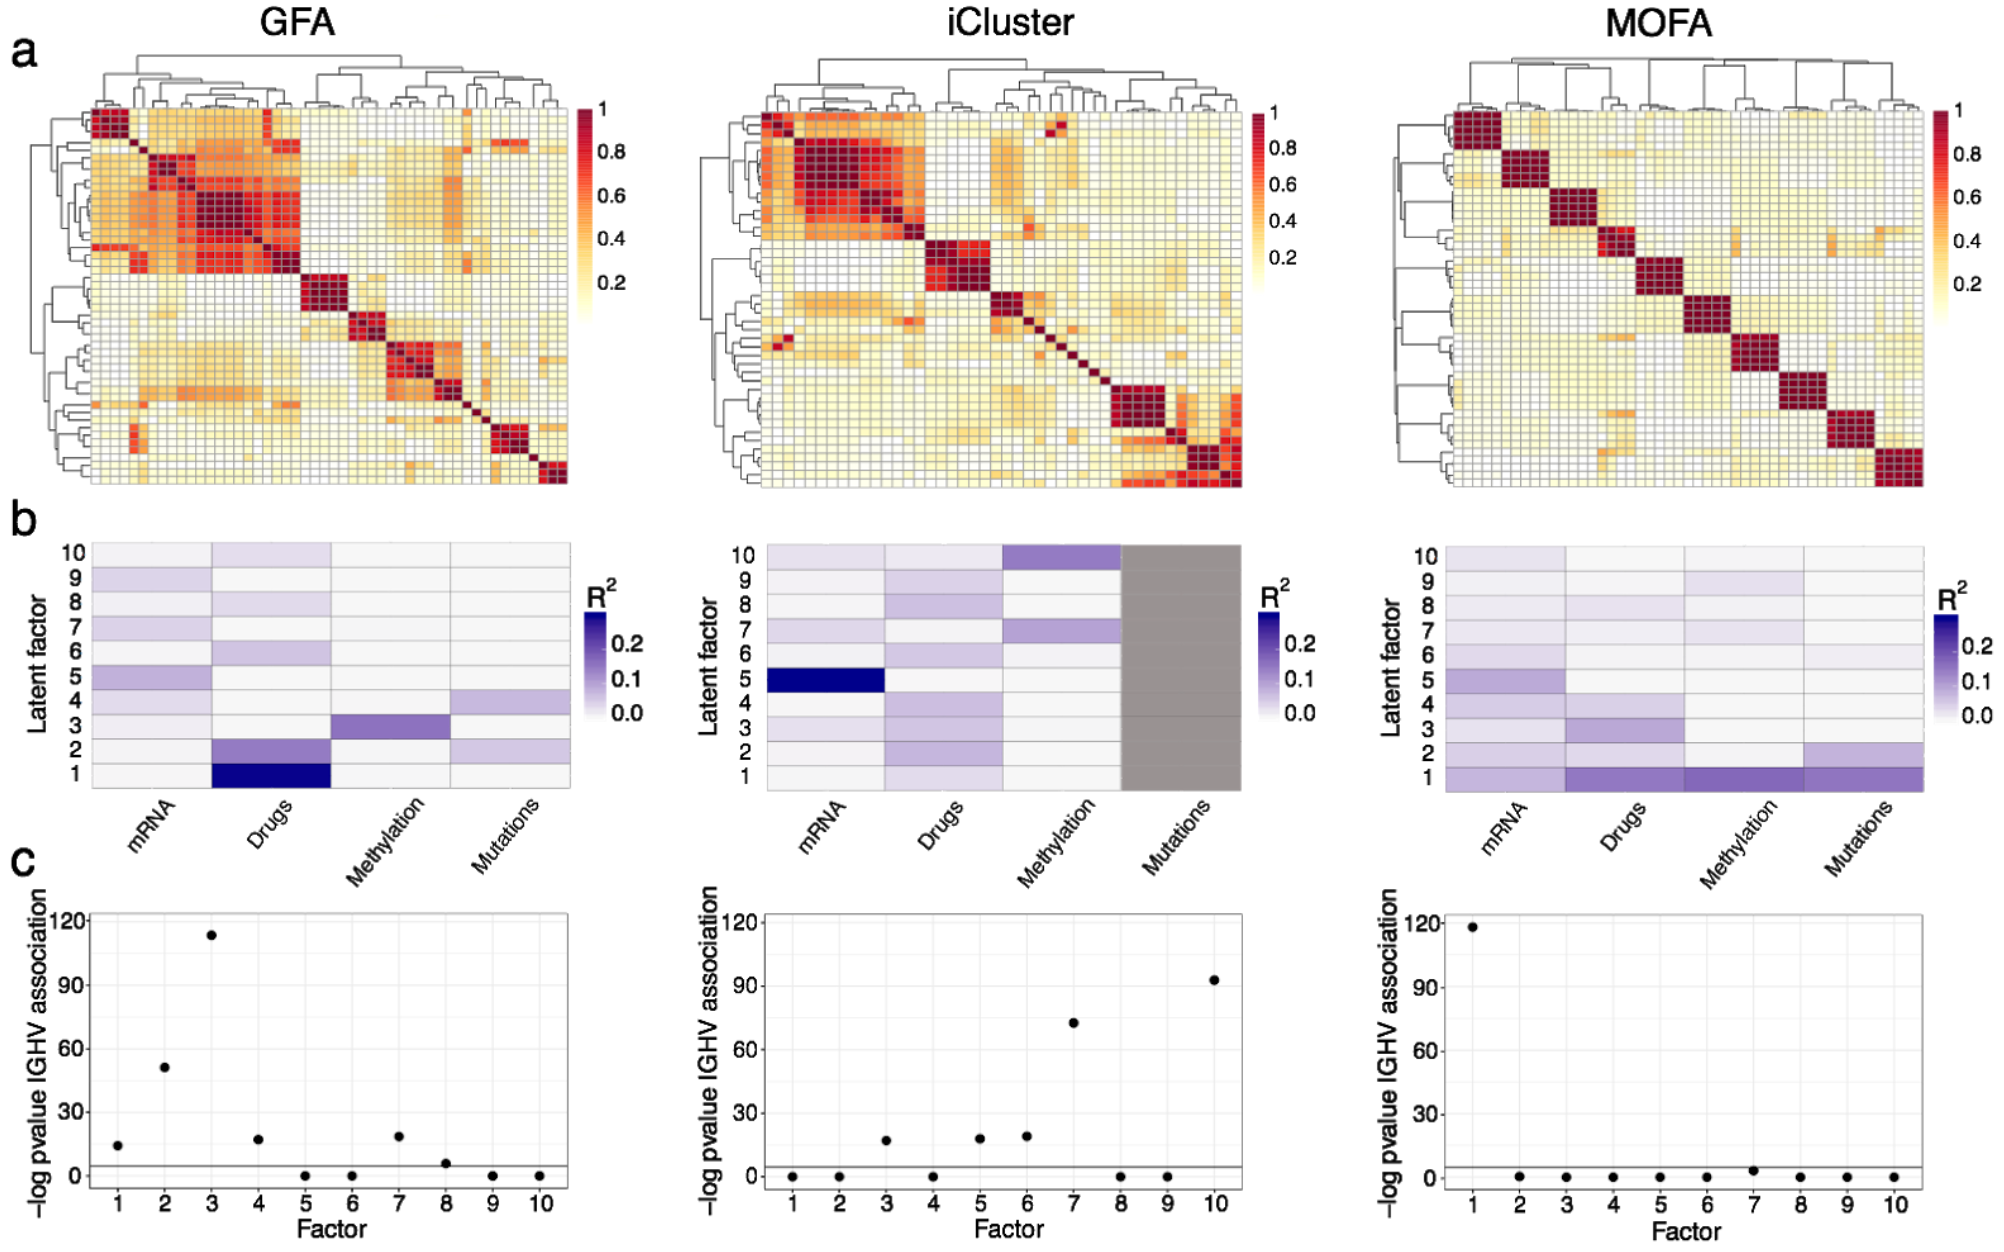 GFA
iCluster
MOFA
a
1
0.8
0.6
0.4
0.2
1
0.8
0.6
0.4
0.2
1
0.8
0.6
0.4
0.2
b
Latent factor
10
9
8
7
6
5
4
3
2
1
mRNA
Drugs
Methylation
Mutations
R²
0.2
0.1
0.0
Latent factor
10
9
8
7
6
5
4
3
2
1
mRNA
Drugs
Methylation
Mutations
R²
0.2
0.1
0.0
Latent factor
10
9
8
7
6
5
4
3
2
1
mRNA
Drugs
Methylation
Mutations
R²
0.2
0.1
0.0
c
–log pvalue IGHV association
120
90
60
30
0
1 2 3 4 5 6 7 8 9 10
Factor
–log pvalue IGHV association
120
90
60
30
0
1 2 3 4 5 6 7 8 9 10
Factor
–log pvalue IGHV association
120
90
60
30
0
1 2 3 4 5 6 7 8 9 10
Factor